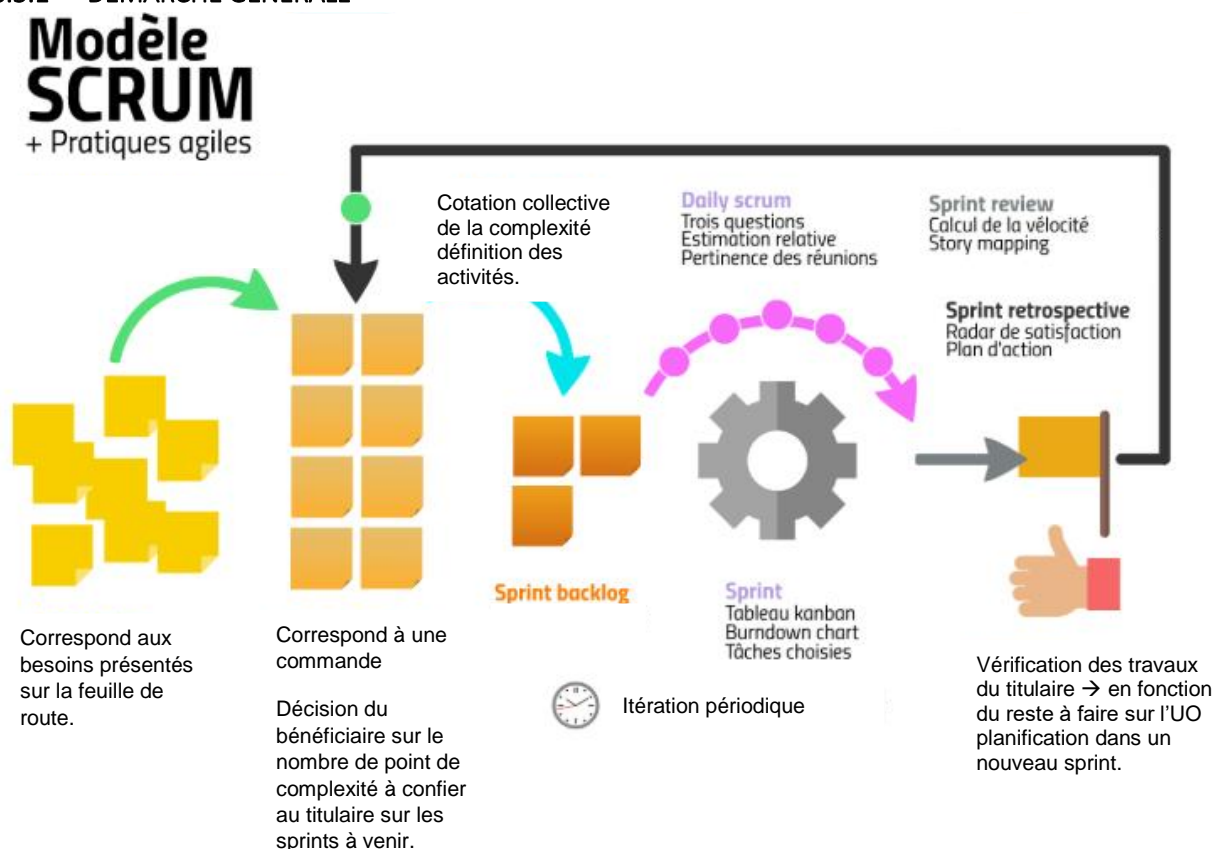 DÉMARCHE GÉNÉRALE
Modèle
SCRUM
+ Pratiques agiles
Cotation collective
de la complexité
définition des
activités.
Daily scrum
Trois questions
Estimation relative
Pertinence des réunions
Sprint review
Calcul de la vélocité
Story mapping
Sprint retrospective
Radar de satisfaction
Plan d'action
Sprint backlog
Sprint
Tableau kanban
Burndown chart
Tâches choisies
Correspond aux
besoins présentés
sur la feuille de
route.
Correspond à une
commande
Décision du
bénéficiaire sur le
nombre de point de
complexité à confier
au titulaire sur les
sprints à venir.
Itération périodique
Vérification des travaux
du titulaire → en fonction
du reste à faire sur l'UO
planification dans un
nouveau sprint.